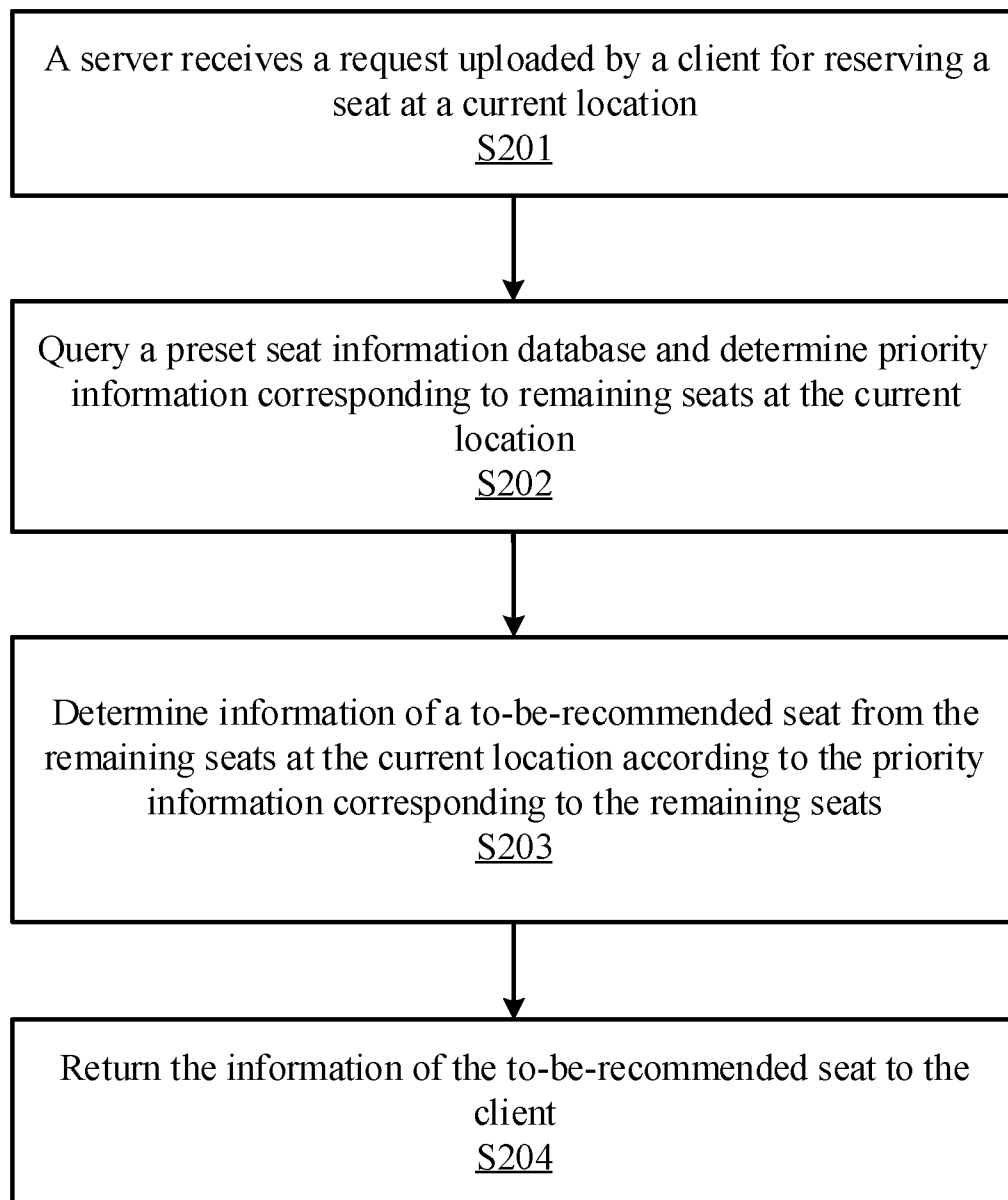 A server receives a request uploaded by a client for reserving a
seat at a current location
S201
Query a preset seat information database and determine priority
information corresponding to remaining seats at the current
location
S202
Determine information of a to-be-recommended seat from the
remaining seats at the current location according to the priority
information corresponding to the remaining seats
S203
Return the information of the to-be-recommended seat to the
client
S204